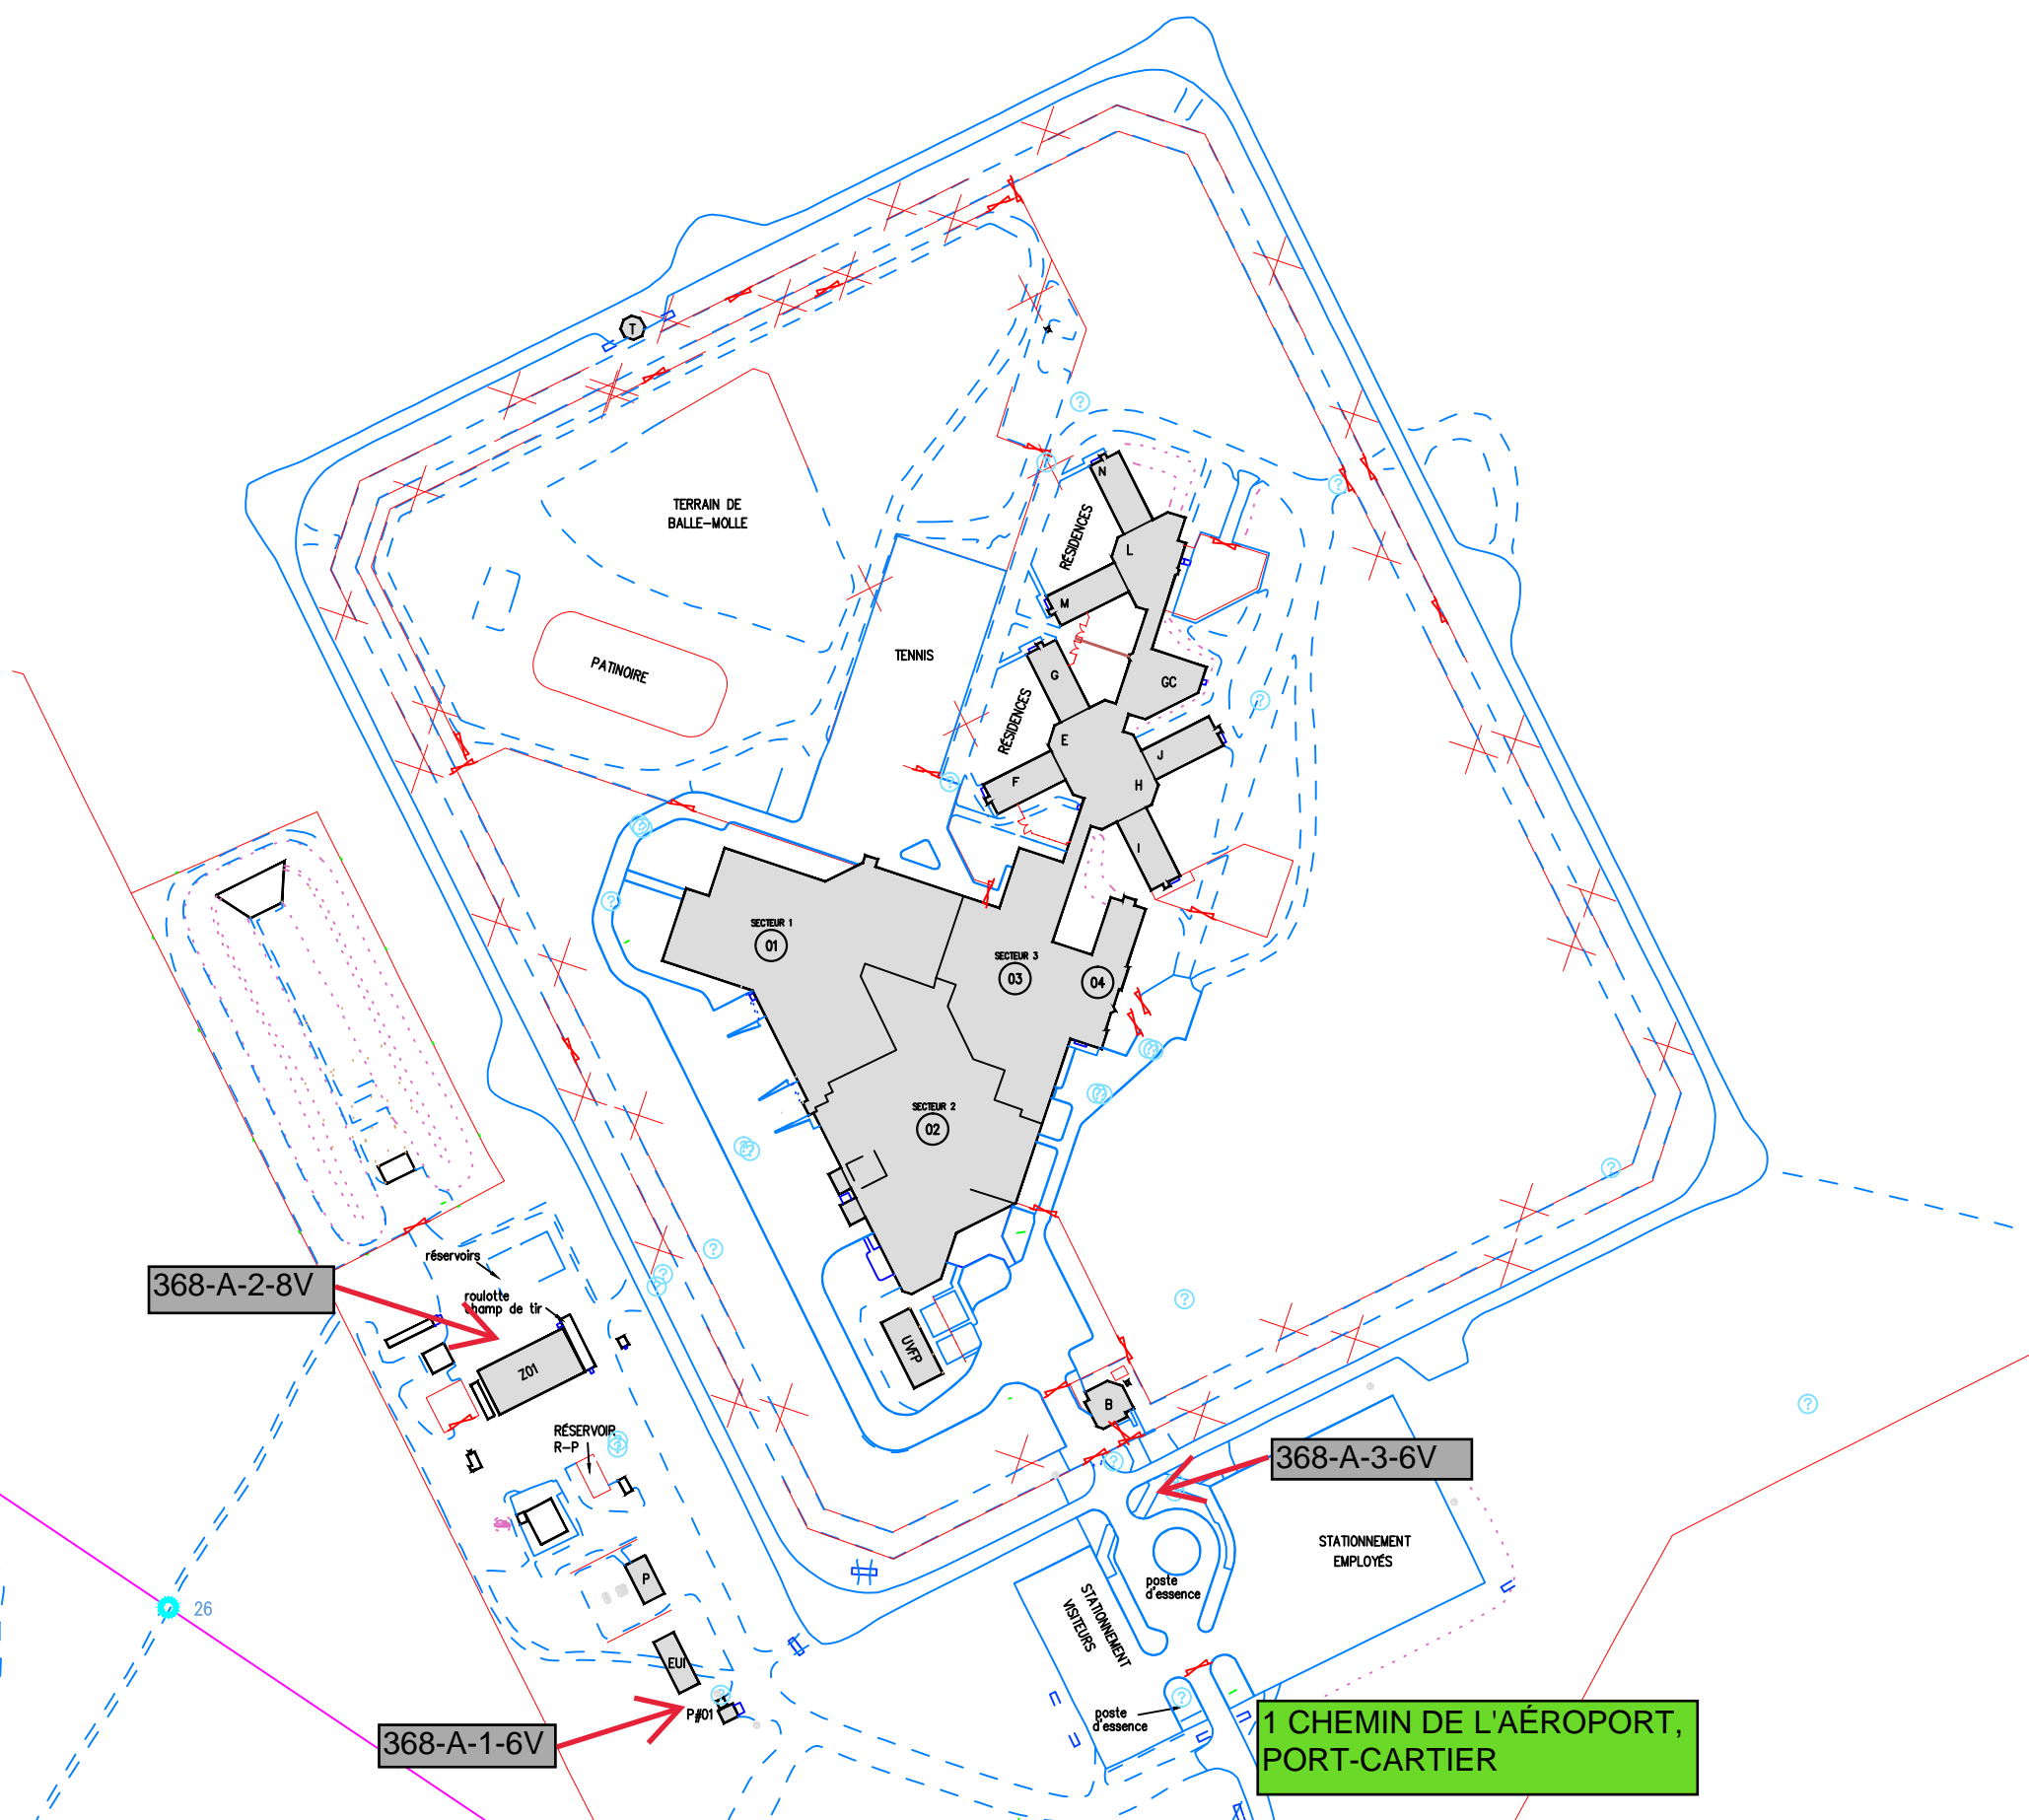 T
TERRAIN DE
BALLE-MOLLE
N
RÉSIDENCES
L
M
PATINOIRE
TENNIS
G
GC
RÉSIDENCES
E
J
F
H
I
SECTEUR 1
01
SECTEUR 3
03
04
SECTEUR 2
02
réservoirs
368-A-2-8V
roulotte
champ de tir
Z01
UVFP
B
RÉSERVOIR
R-P
368-A-3-6V
STATIONNEMENT
EMPLOYÉS
P
poste
d'essence
STATIONNEMENT
VISITEURS
26
EUI
P#01
poste
d'essence
368-A-1-6V
1 CHEMIN DE L'AÉROPORT,
PORT-CARTIER